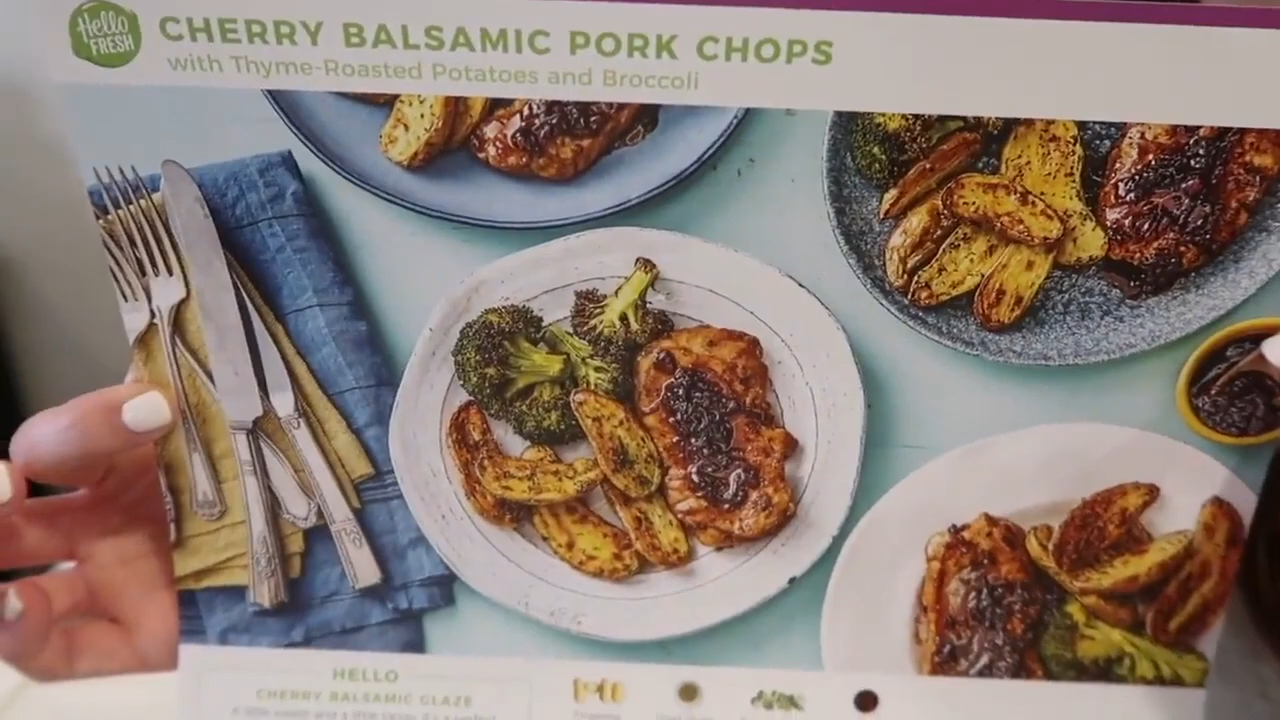 Hello
FRESH
CHERRY BALSAMIC PORK CHOPS
with Thyme-Roasted Potatoes and Broccoli
HELLO
CHERRY BALSAMIC GLAZE